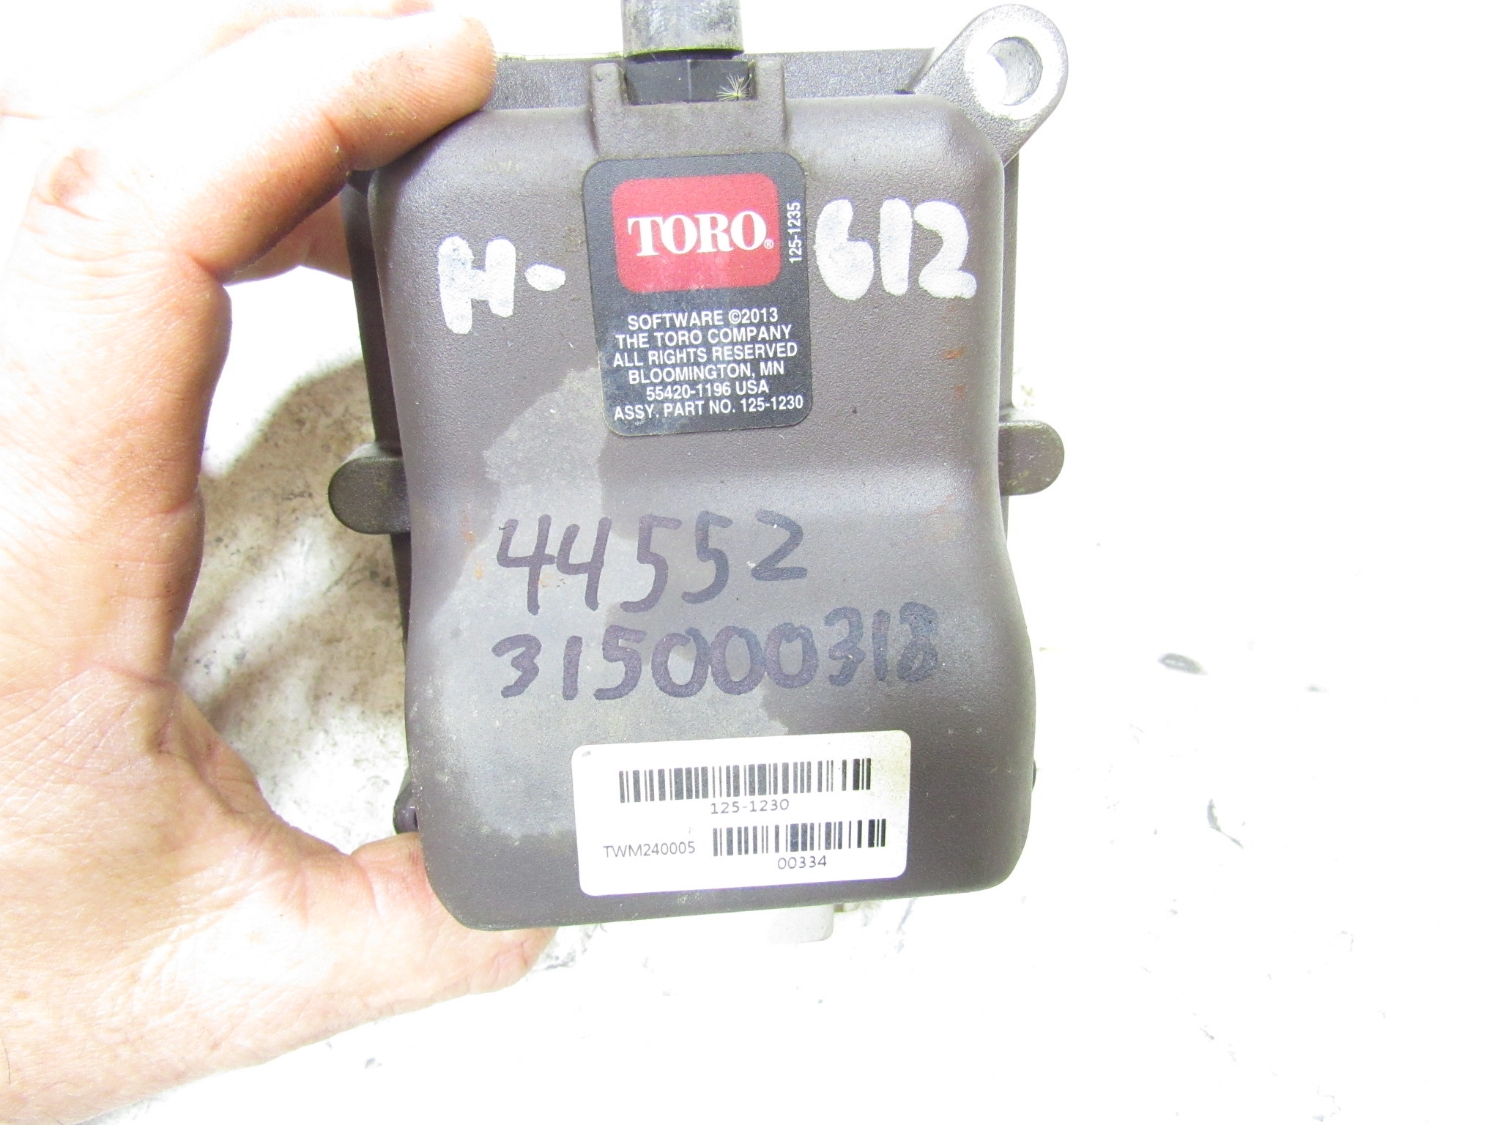 H-
TORO®
125-1235
612
SOFTWARE ©2013
THE TORO COMPANY
ALL RIGHTS RESERVED
BLOOMINGTON, MN
55420-1196 USA
ASSY. PART NO. 125-1230
44552
315000318
125-1230
TWM240005
00334